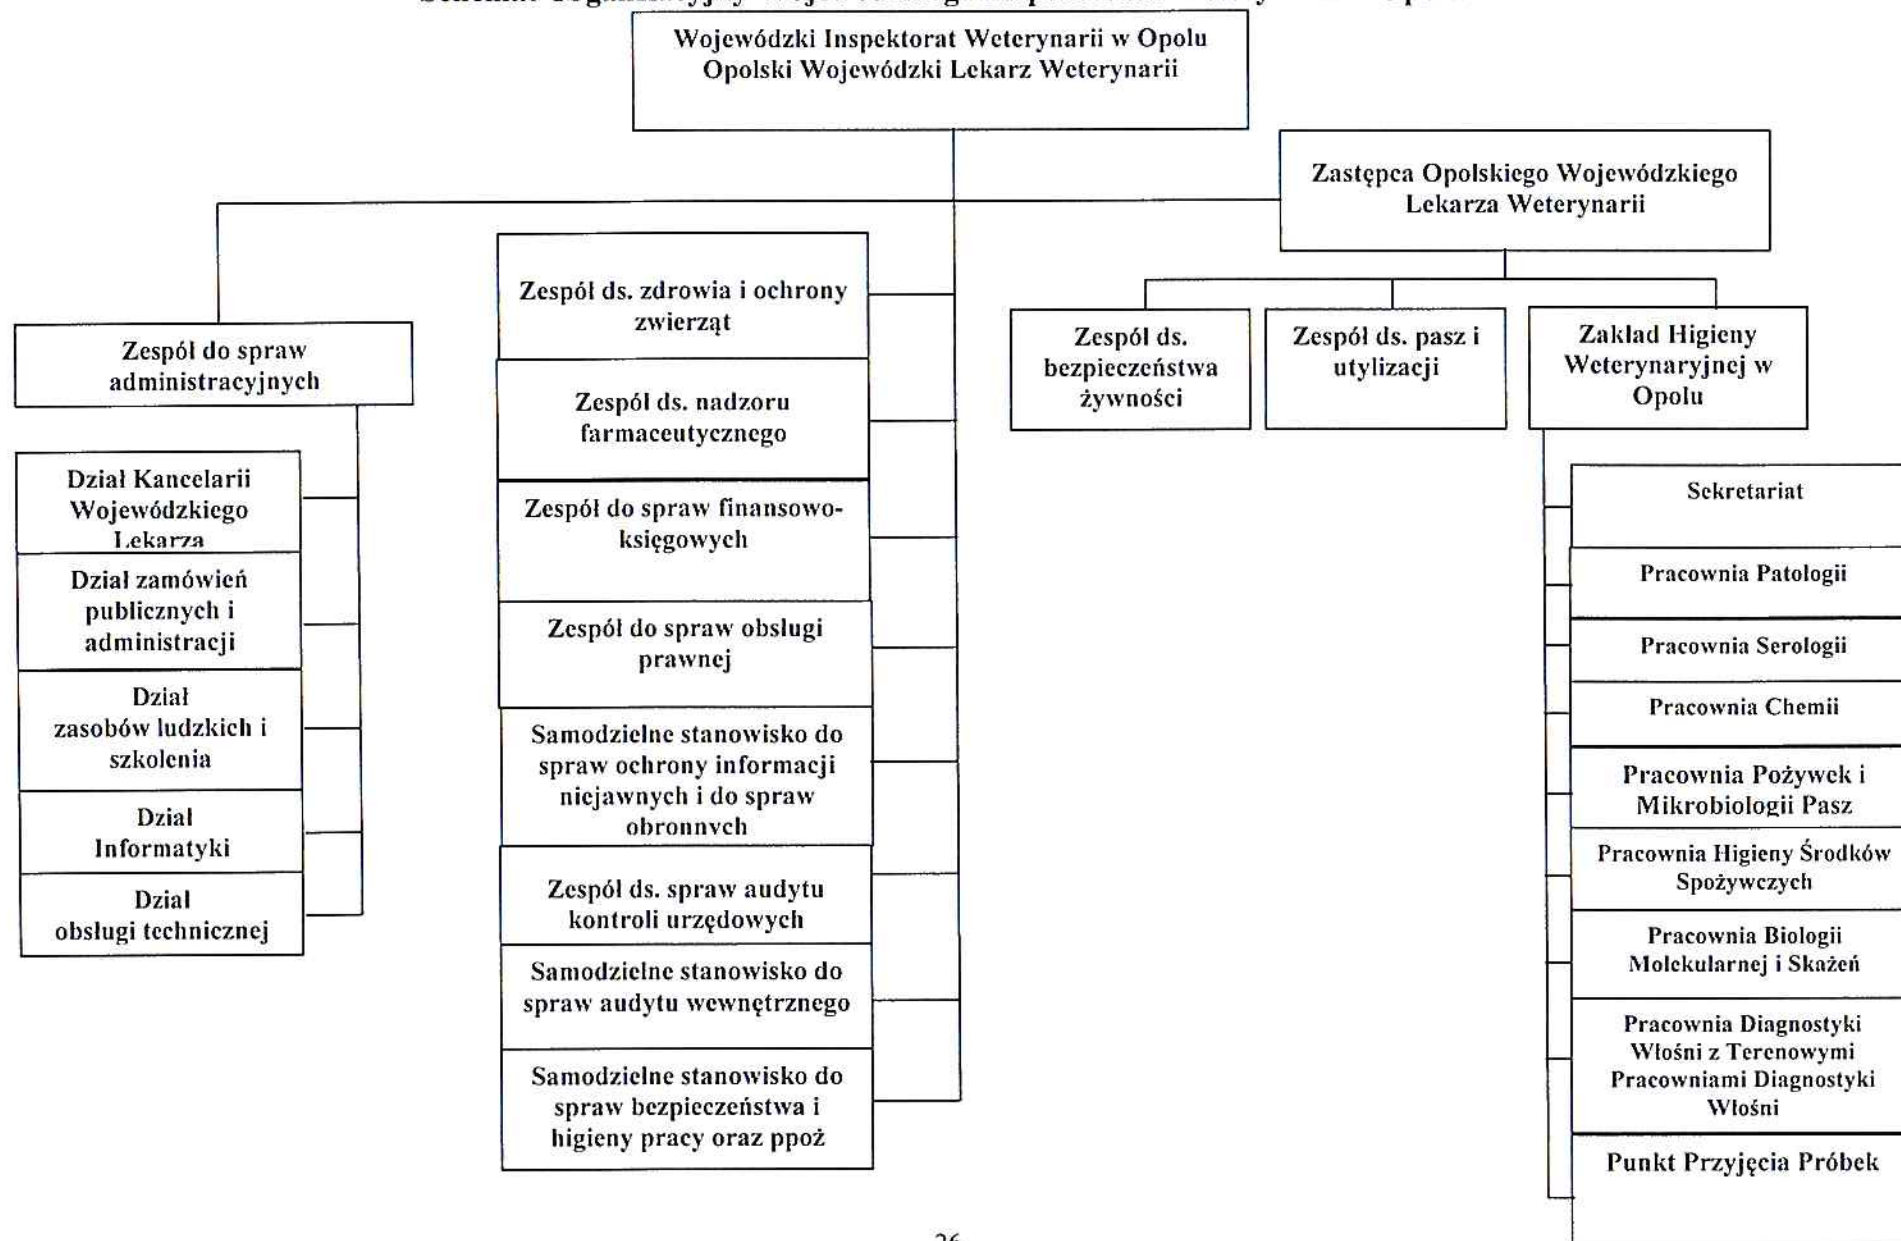 Wojewódzki Inspektorat Weterynarii w Opolu
Opolski Wojewódzki Lekarz Weterynarii
Zastępca Opolskiego Wojewódzkiego
Lekarza Weterynarii
Zespół do spraw
administracyjnych
Dział Kancelarii
Wojewódzkiego
Lekarza
Dział zamówień
publicznych i
administracji
Dział
zasobów ludzkich i
szkolenia
Dział
Informatyki
Dział
obsługi technicznej
Zespół ds. zdrowia i ochrony
zwierząt
Zespół ds. nadzoru
farmaceutycznego
Zespół do spraw finansowo-
księgowych
Zespół do spraw obsługi
prawnej
Samodzielne stanowisko do
spraw ochrony informacji
niejawnych i do spraw
obronnych
Zespół ds. spraw audytu
kontroli urzędowych
Samodzielne stanowisko do
spraw audytu wewnętrznego
Samodzielne stanowisko do
spraw bezpieczeństwa i
higieny pracy oraz ppoż
Zespół ds.
bezpieczeństwa
żywności
Zespół ds. pasz i
utylizacji
Zakład Higieny
Weterynaryjnej w
Opolu
Sekretariat
Pracownia Patologii
Pracownia Serologii
Pracownia Chemii
Pracownia Pożywek i
Mikrobiologii Pasz
Pracownia Higieny Środków
Spożywczych
Pracownia Biologii
Molekularnej i Skażeń
Pracownia Diagnostyki
Włośni z Terenowymi
Pracowniami Diagnostyki
Włośni
Punkt Przyjęcia Próbek